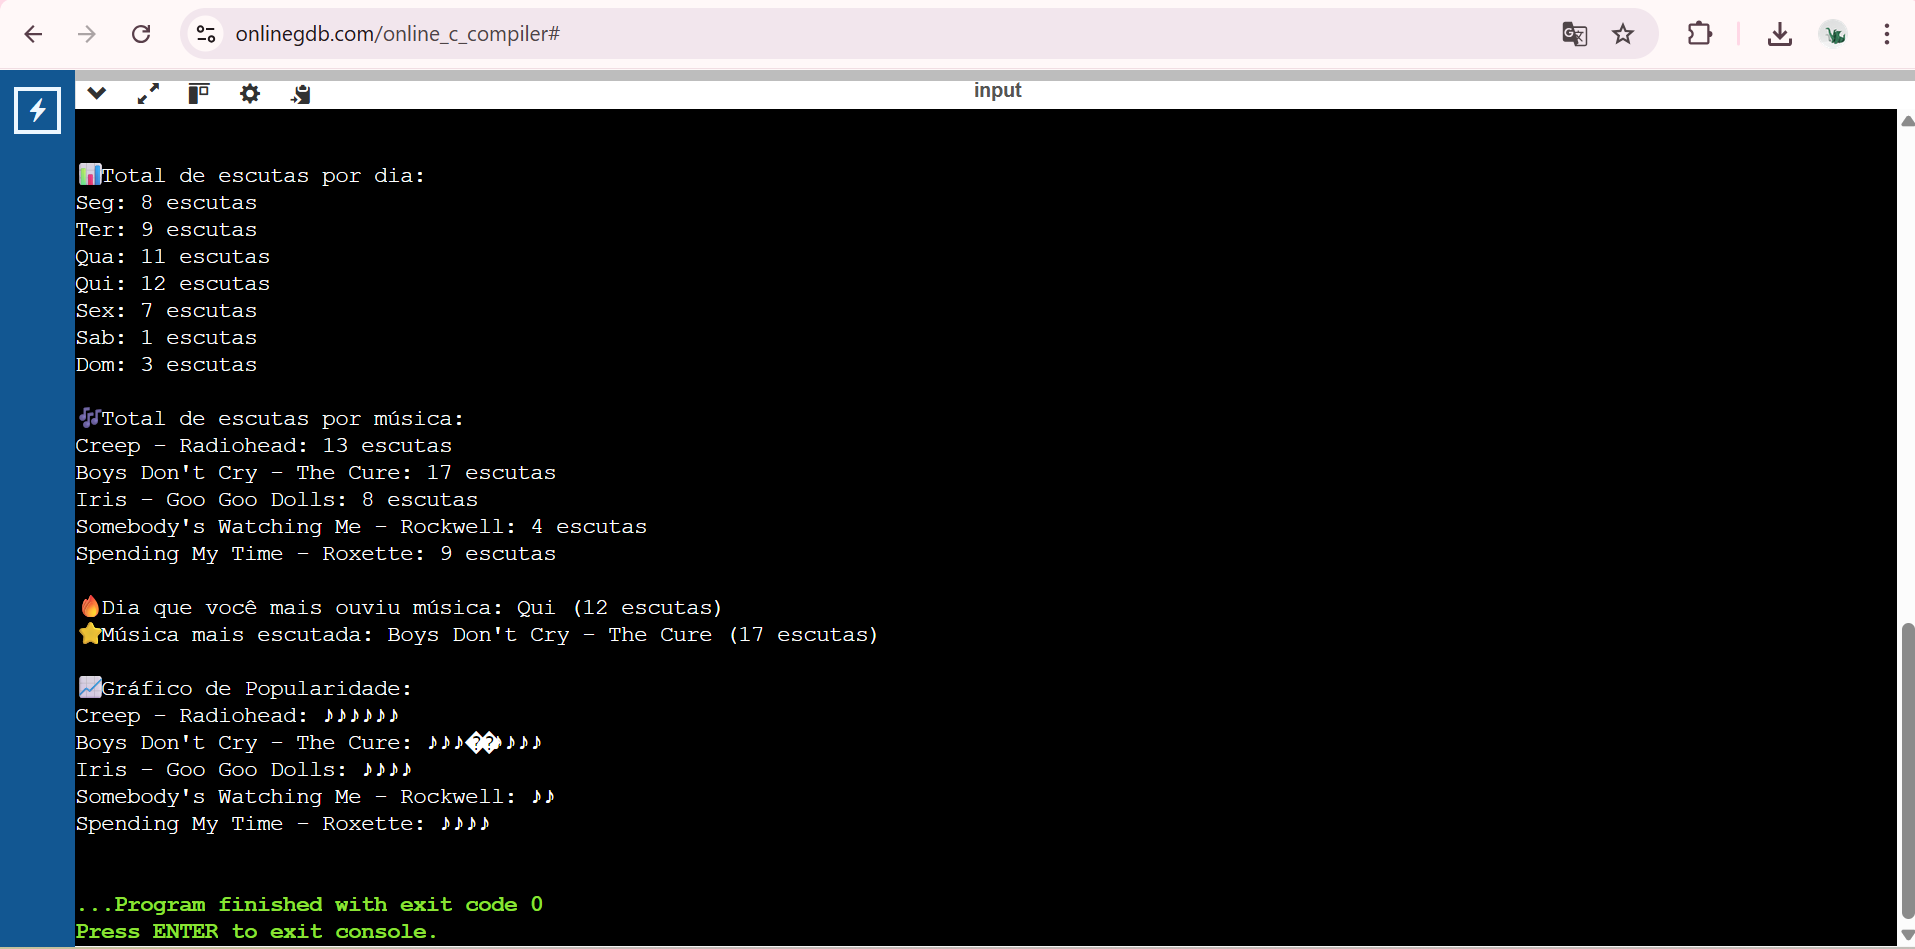 onlinegdb.com/online_c_compiler#
input
📊Total de escutas por dia:
Seg: 8 escutas
Ter: 9 escutas
Qua: 11 escutas
Qui: 12 escutas
Sex: 7 escutas
Sab: 1 escutas
Dom: 3 escutas
🎶Total de escutas por música:
Creep - Radiohead: 13 escutas
Boys Don't Cry - The Cure: 17 escutas
Iris - Goo Goo Dolls: 8 escutas
Somebody's Watching Me - Rockwell: 4 escutas
Spending My Time - Roxette: 9 escutas
🔥Dia que você mais ouviu música: Qui (12 escutas)
⭐Música mais escutada: Boys Don't Cry - The Cure (17 escutas)
📈Gráfico de Popularidade:
Creep - Radiohead: ♪♪♪♪♪♪
Boys Don't Cry - The Cure: ♪♪♪��♪♪♪♪
Iris - Goo Goo Dolls: ♪♪♪♪
Somebody's Watching Me - Rockwell: ♪♪
Spending My Time - Roxette: ♪♪♪♪
...Program finished with exit code 0
Press ENTER to exit console.